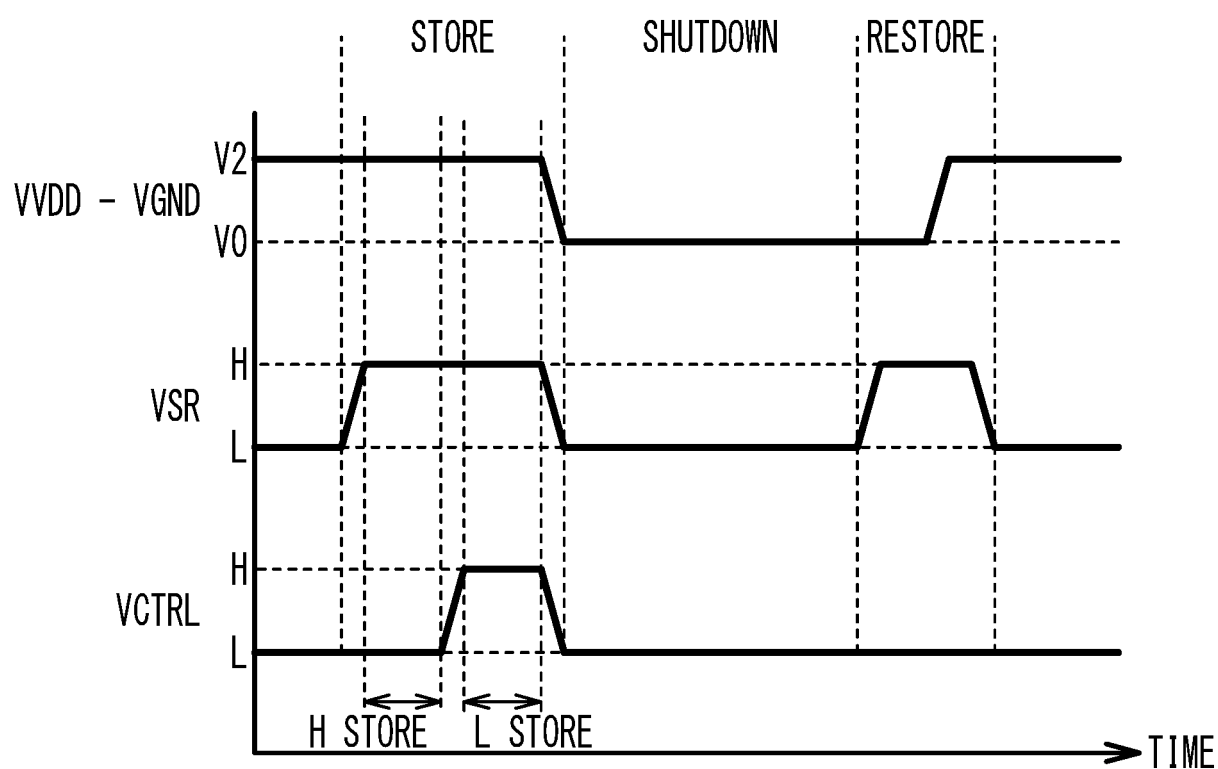 STORE SHUTDOWN RESTORE
V2
VVDD - VGND
V0
H
VSR
L
H
VCTRL
L
H STORE L STORE
TIME